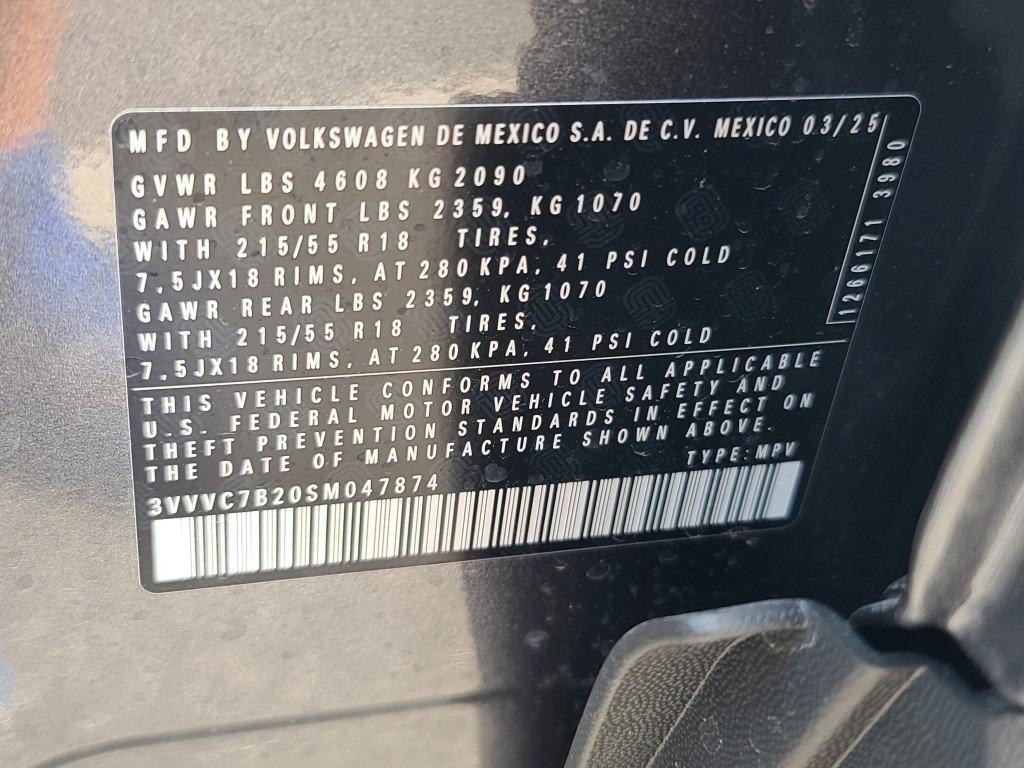 MFD BY VOLKSWAGEN DE MEXICO S.A. DE C.V. MEXICO 03/25
GVWR LBS 4608 KG 2090
GAWR FRONT LBS 2359, KG 1070
WITH 215/55 R18 TIRES,
7,5JX18 RIMS, AT 280 KPA, 41 PSI COLD
GAWR REAR LBS 2359, KG 1070
WITH 215/55 R18 TIRES,
7,5JX18 RIMS, AT 280 KPA, 41 PSI COLD
THIS VEHICLE CONFORMS TO ALL APPLICABLE
U.S. FEDERAL MOTOR VEHICLE SAFETY AND
THEFT PREVENTION STANDARDS IN EFFECT ON
THE DATE OF MANUFACTURE SHOWN ABOVE.
TYPE: MPV
3VVVC7B20SM047874
1266171 3980